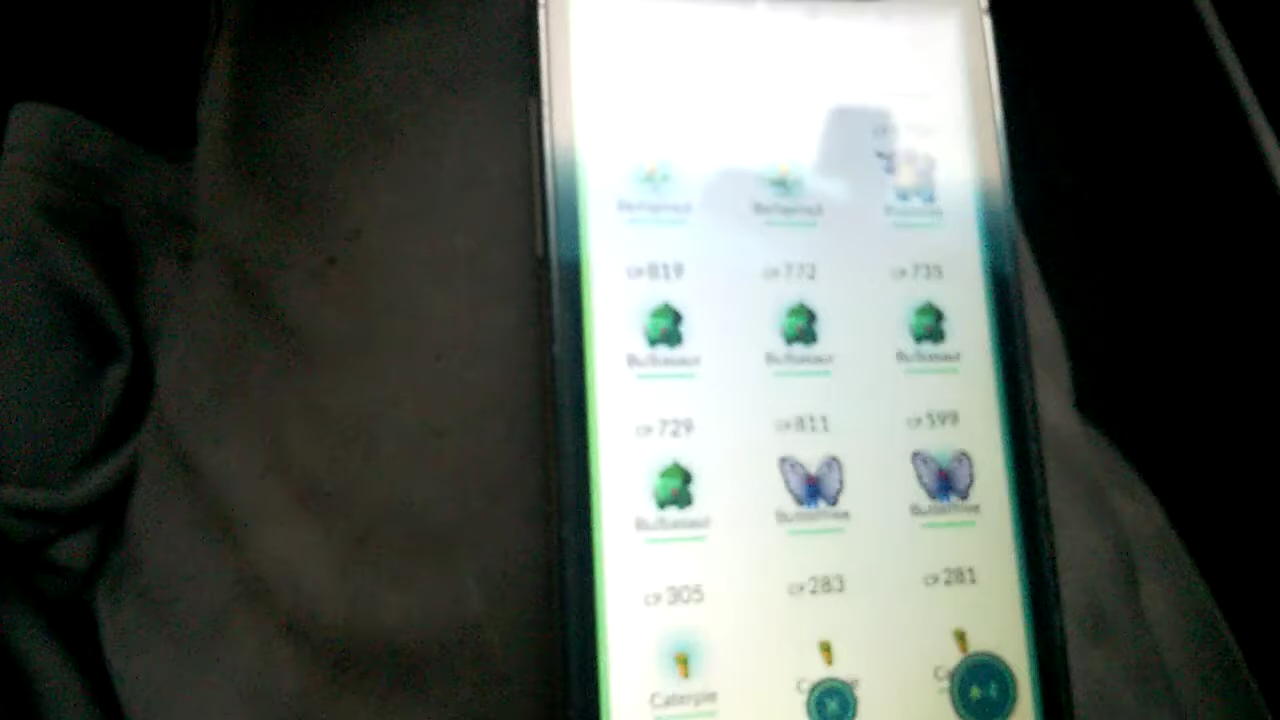 CP 819 CP 772 CP 735
Bulbasaur Bulbasaur Bulbasaur
CP 729 CP 811 CP 599
Bulbasaur Butterfree Butterfree
CP 305 CP 283 CP 281
Caterpie
A-Z